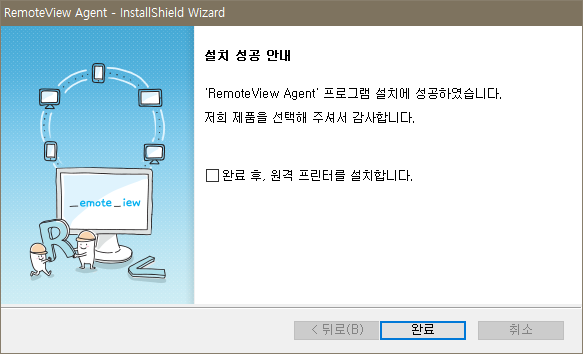 RemoteView Agent - InstallShield Wizard
설치 성공 안내
'RemoteView Agent' 프로그램 설치에 성공하였습니다.
저희 제품을 선택해 주셔서 감사합니다.
완료 후, 원격 프린터를 설치합니다.
_emote _iew
R
V
< 뒤로(B)
완료
취소